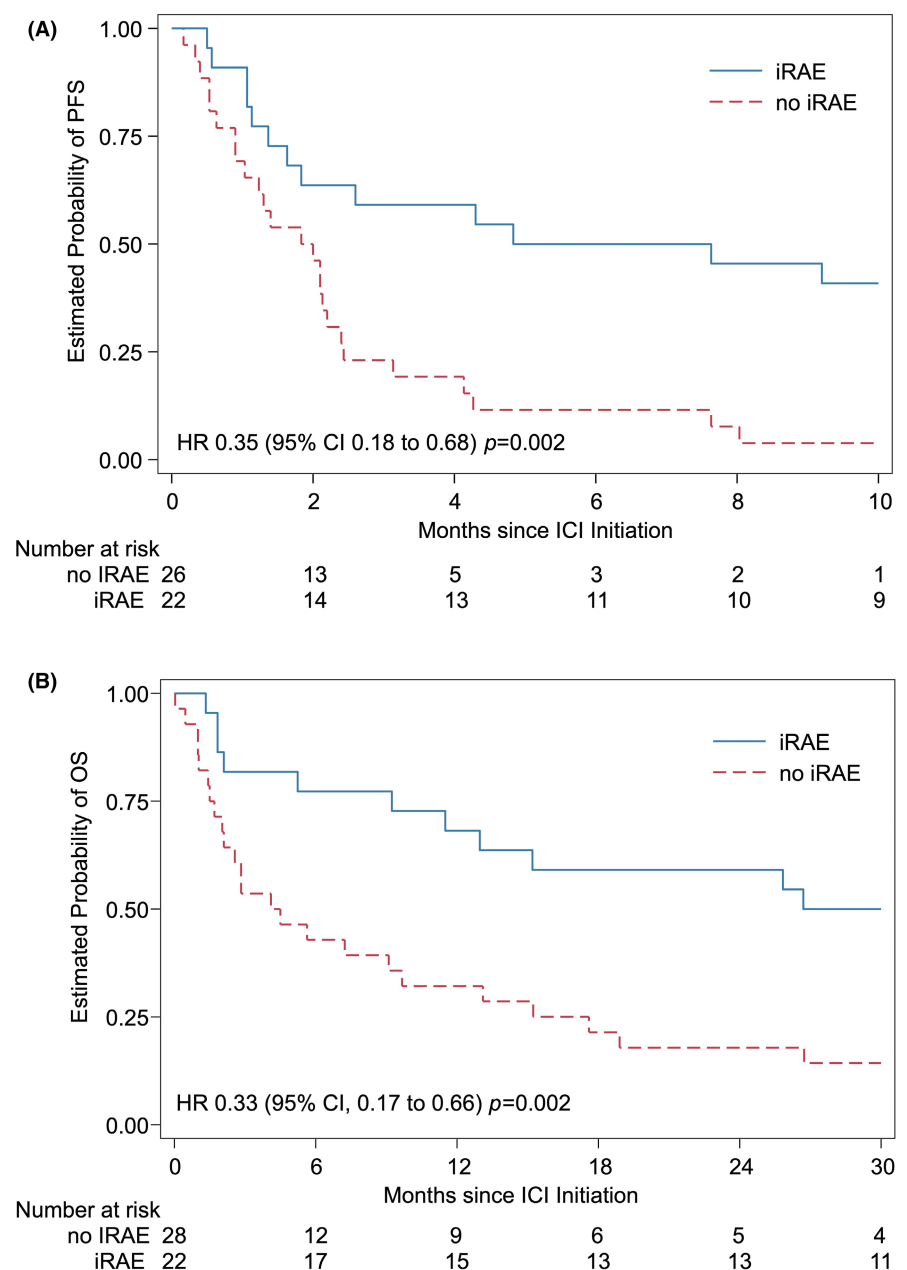 (A)
1.00
0.75
0.50
0.25
0.00
Estimated Probability of PFS
iRAE
no iRAE
HR 0.35 (95% CI 0.18 to 0.68) p=0.002
0 2 4 6 8 10
Months since ICI Initiation
Number at risk
no IRAE 26 13 5 3 2 1
iRAE 22 14 13 11 10 9
(B)
1.00
0.75
0.50
0.25
0.00
Estimated Probability of OS
iRAE
no iRAE
HR 0.33 (95% CI, 0.17 to 0.66) p=0.002
0 6 12 18 24 30
Months since ICI Initiation
Number at risk
no IRAE 28 12 9 6 5 4
iRAE 22 17 15 13 13 11